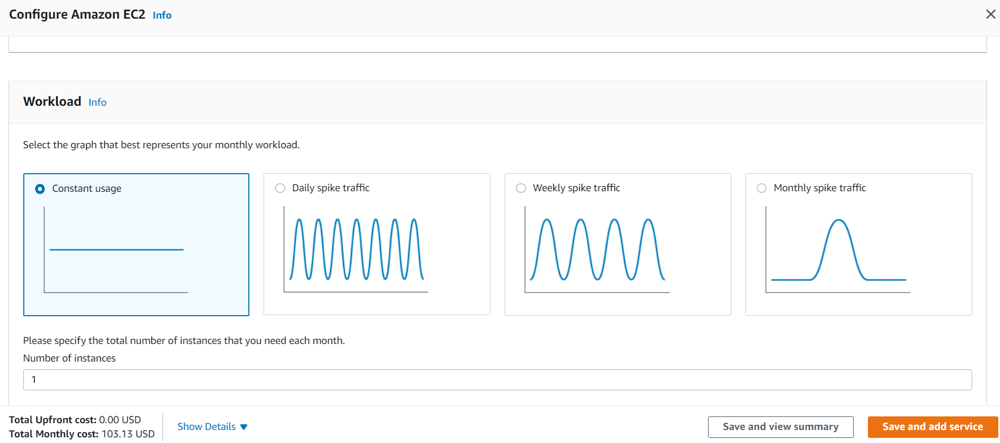 Configure Amazon EC2 Info
Workload Info
Select the graph that best represents your monthly workload.
Constant usage
Daily spike traffic
Weekly spike traffic
Monthly spike traffic
Please specify the total number of instances that you need each month.
Number of instances
1
Total Upfront cost: 0.00 USD
Total Monthly cost: 103.13 USD
Show Details
Save and view summary
Save and add service